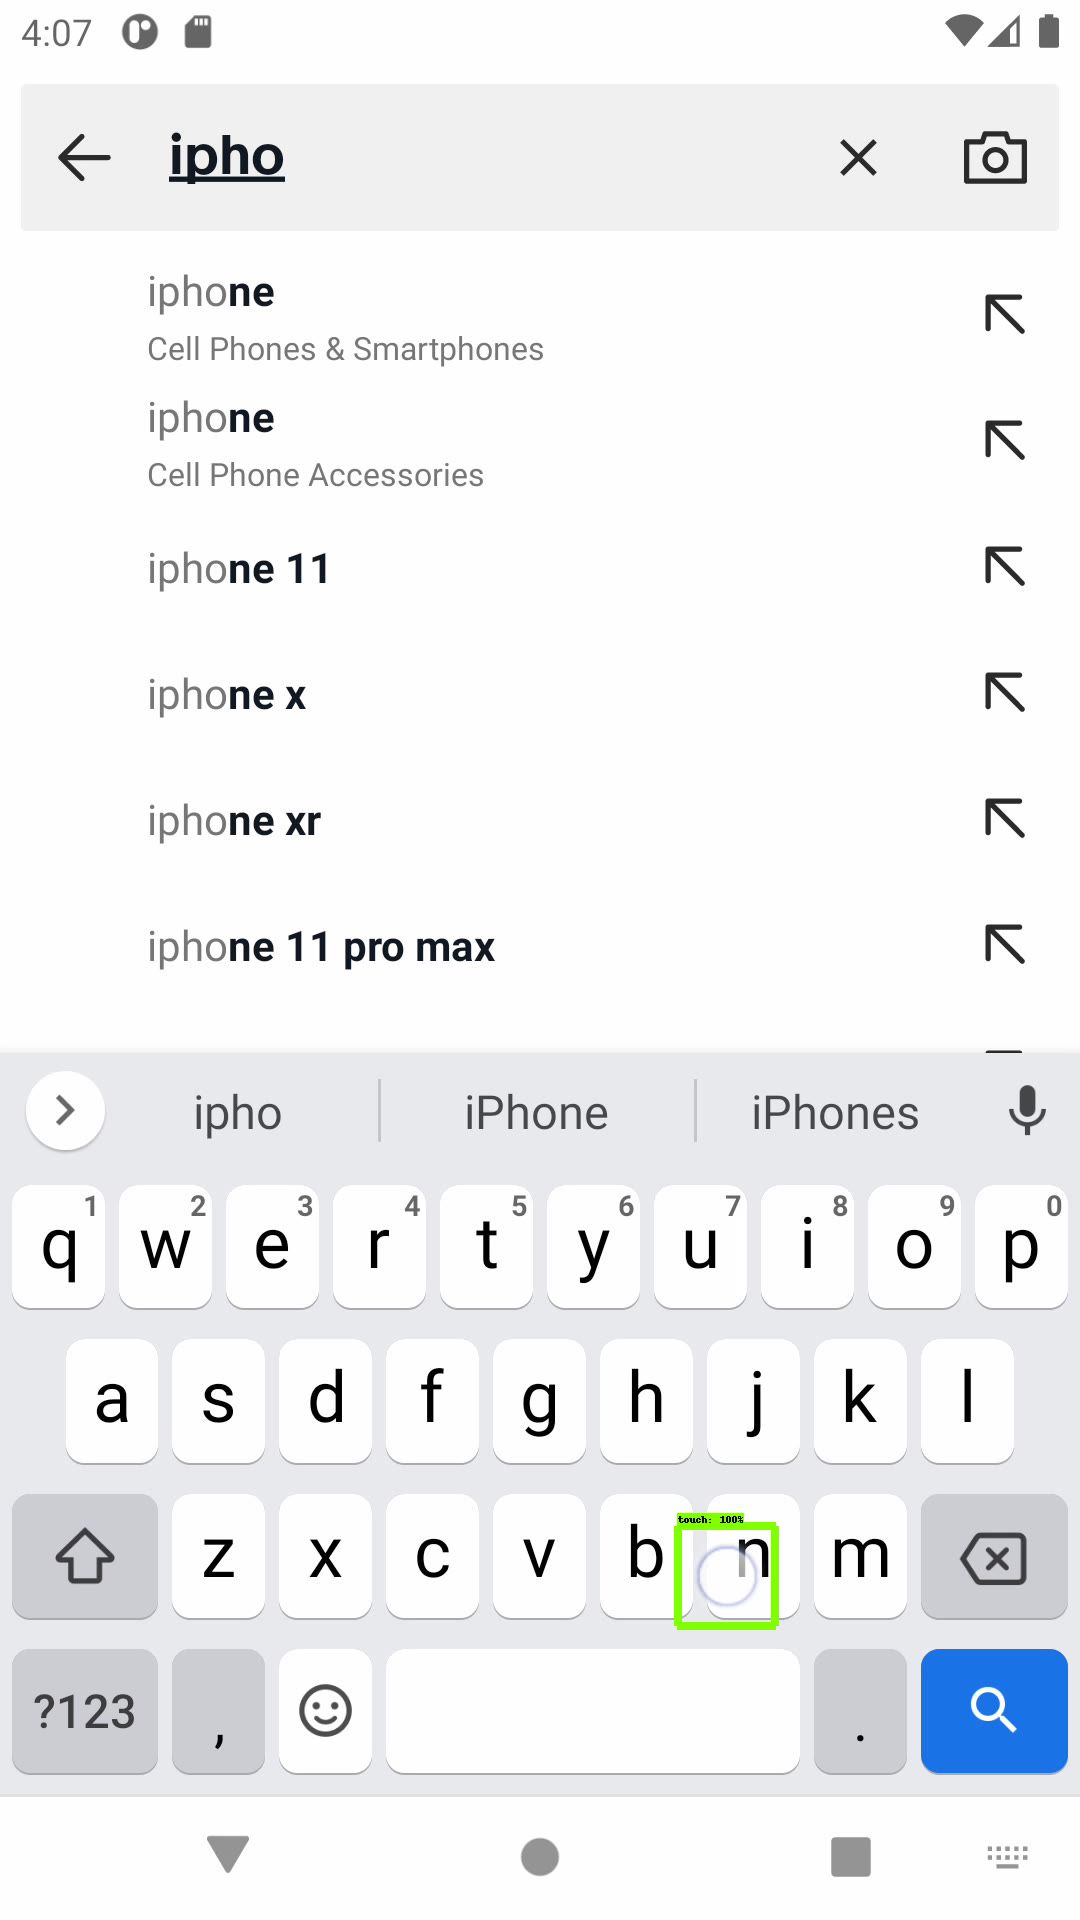 4:07
ipho
iphone
Cell Phones & Smartphones
iphone
Cell Phone Accessories
iphone 11
iphone x
iphone xr
iphone 11 pro max
ipho iPhone iPhones
1 2 3 4 5 6 7 8 9 0
q w e r t y u i o p
a s d f g h j k l
touch: 100%
z x c v b n m
?123 , .